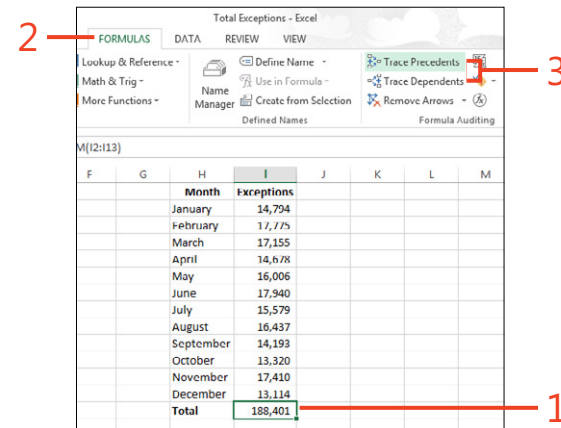 Total Exceptions - Excel
2
FORMULAS DATA REVIEW VIEW
Lookup & Reference
Math & Trig
More Functions
Name Manager
Define Name
Use in Formula
Create from Selection
Defined Names
Trace Precedents
Trace Dependents
Remove Arrows
fx
Formula Auditing
3
M(I2:I13)
F G H I J K L M
Month Exceptions
January 14,794
February 17,775
March 17,155
April 14,678
May 16,006
June 17,940
July 15,579
August 16,437
September 14,193
October 13,320
November 17,410
December 13,114
Total 188,401
1